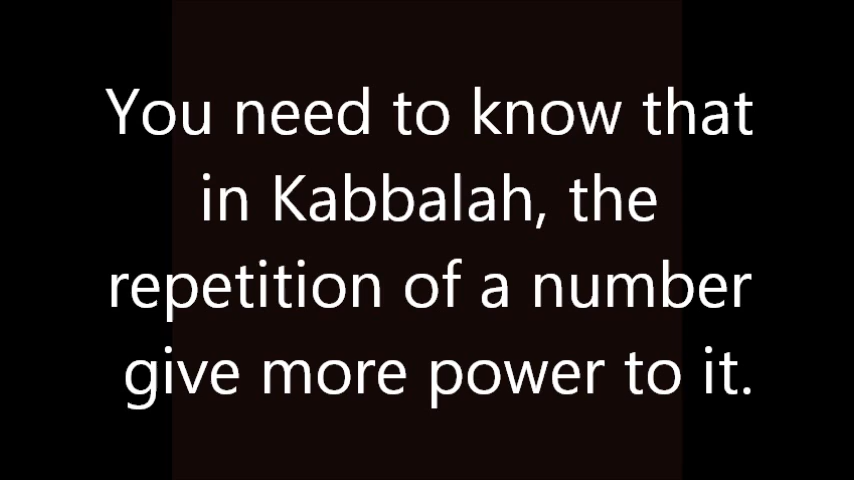 You need to know that
in Kabbalah, the
repetition of a number
give more power to it.